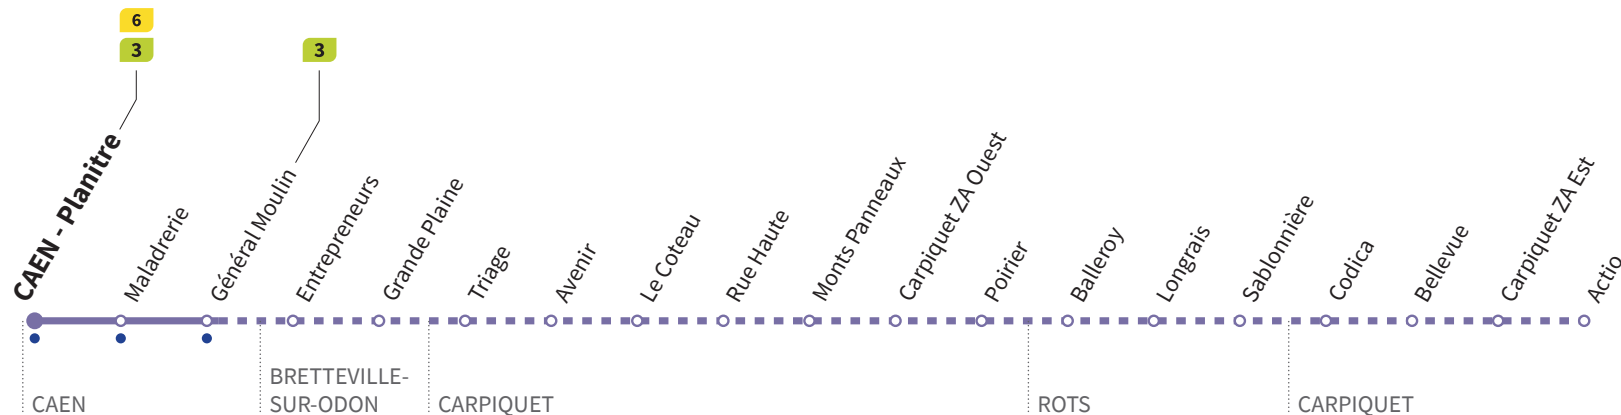 6
3
3
CAEN - Planitre
Maladrerie
Général Moulin
Entrepreneurs
Grande Plaine
Triage
Avenir
Le Coteau
Rue Haute
Monts Panneaux
Carpiquet ZA Ouest
Poirier
Balleroy
Longrais
Sablonnière
Codica
Bellevue
Carpiquet ZA Est
Actio
CAEN
BRETTEVILLE-
SUR-ODON
CARPIQUET
ROTS
CARPIQUET